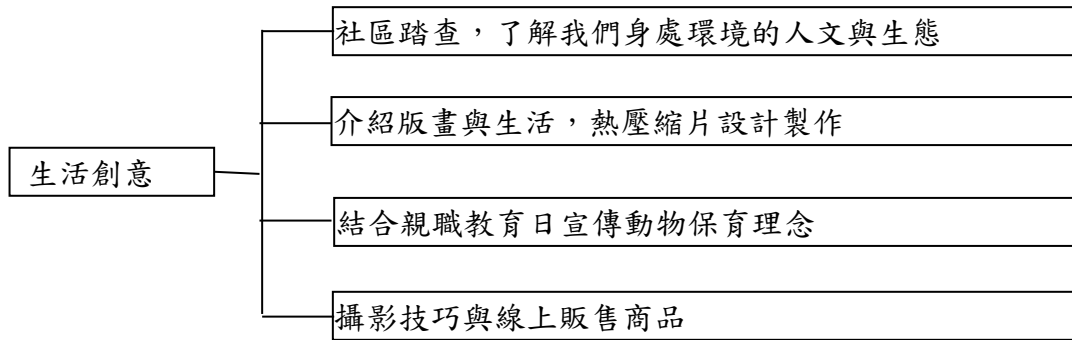 社區踏查，了解我們身處環境的人文與生態
介紹版畫與生活，熱壓縮片設計製作
生活創意
結合親職教育日宣傳動物保育理念
攝影技巧與線上販售商品